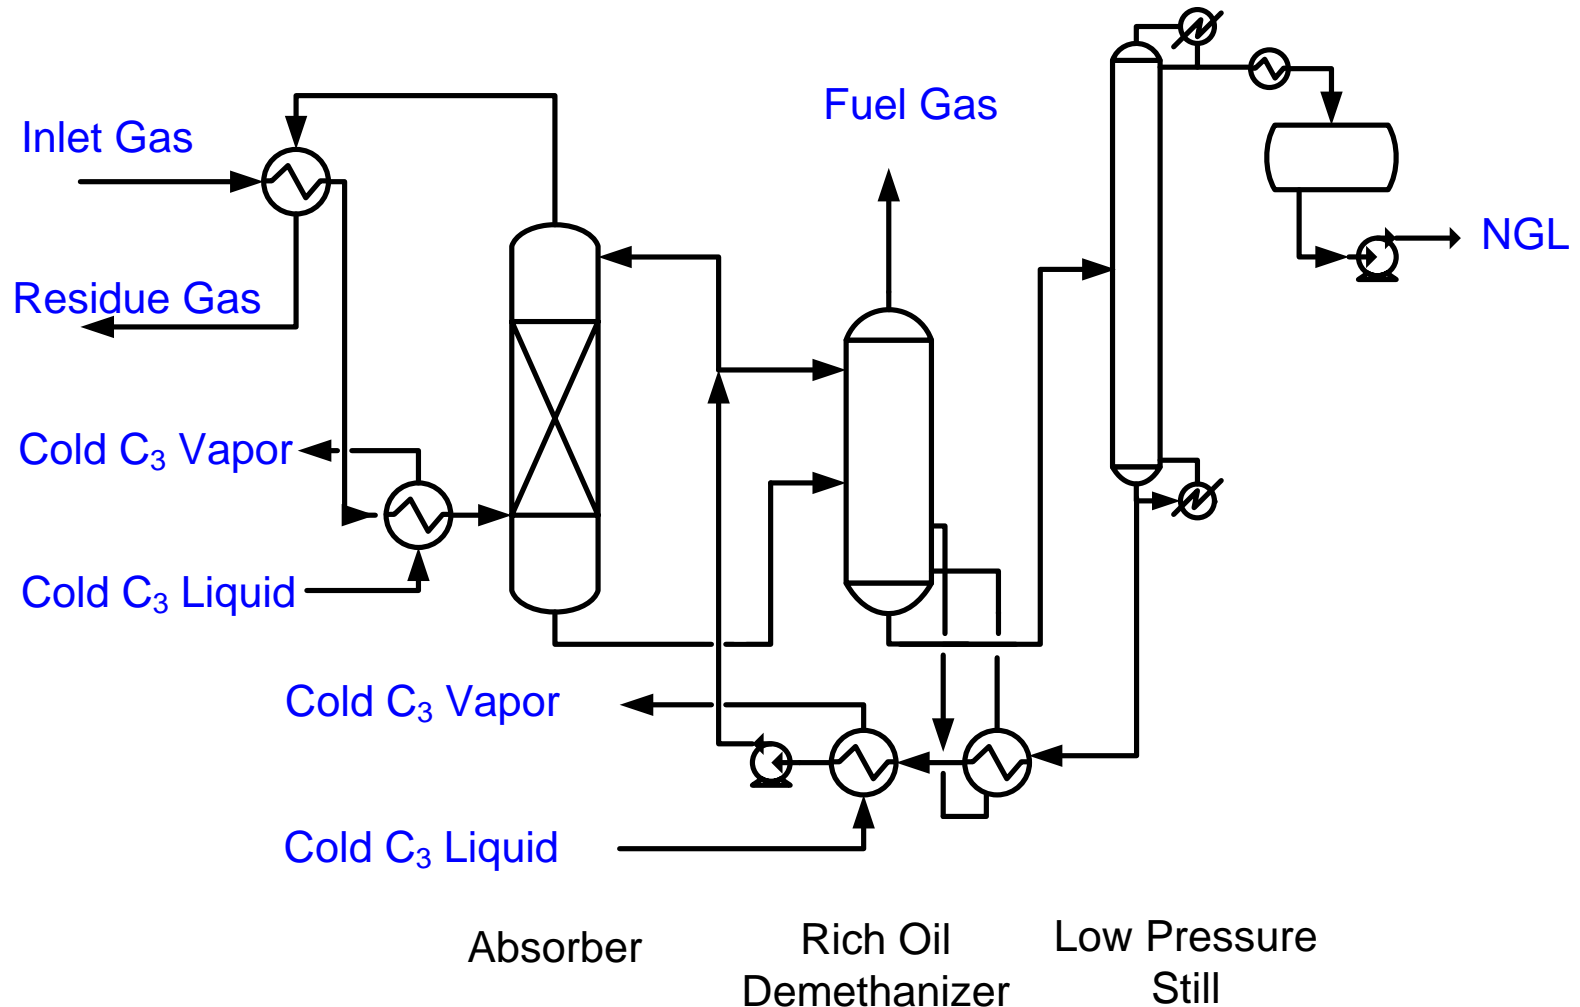 Fuel Gas
Inlet Gas
NGL
Residue Gas
Cold C₃ Vapor
Cold C₃ Liquid
Cold C₃ Vapor
Cold C₃ Liquid
Absorber
Rich Oil
Demethanizer
Low Pressure
Still